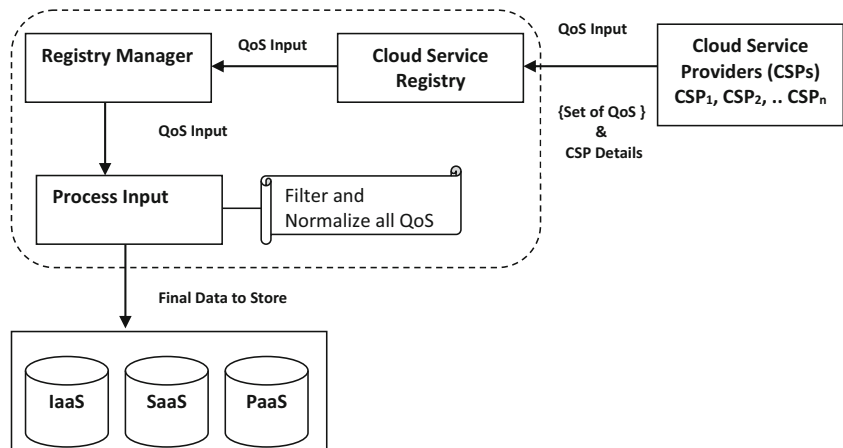 QoS Input
QoS Input
Registry Manager
Cloud Service
Registry
Cloud Service
Providers (CSPs)
CSP₁, CSP₂, .. CSPₙ
QoS Input
{Set of QoS }
&
CSP Details
Process Input
Filter and
Normalize all QoS
Final Data to Store
IaaS
SaaS
PaaS